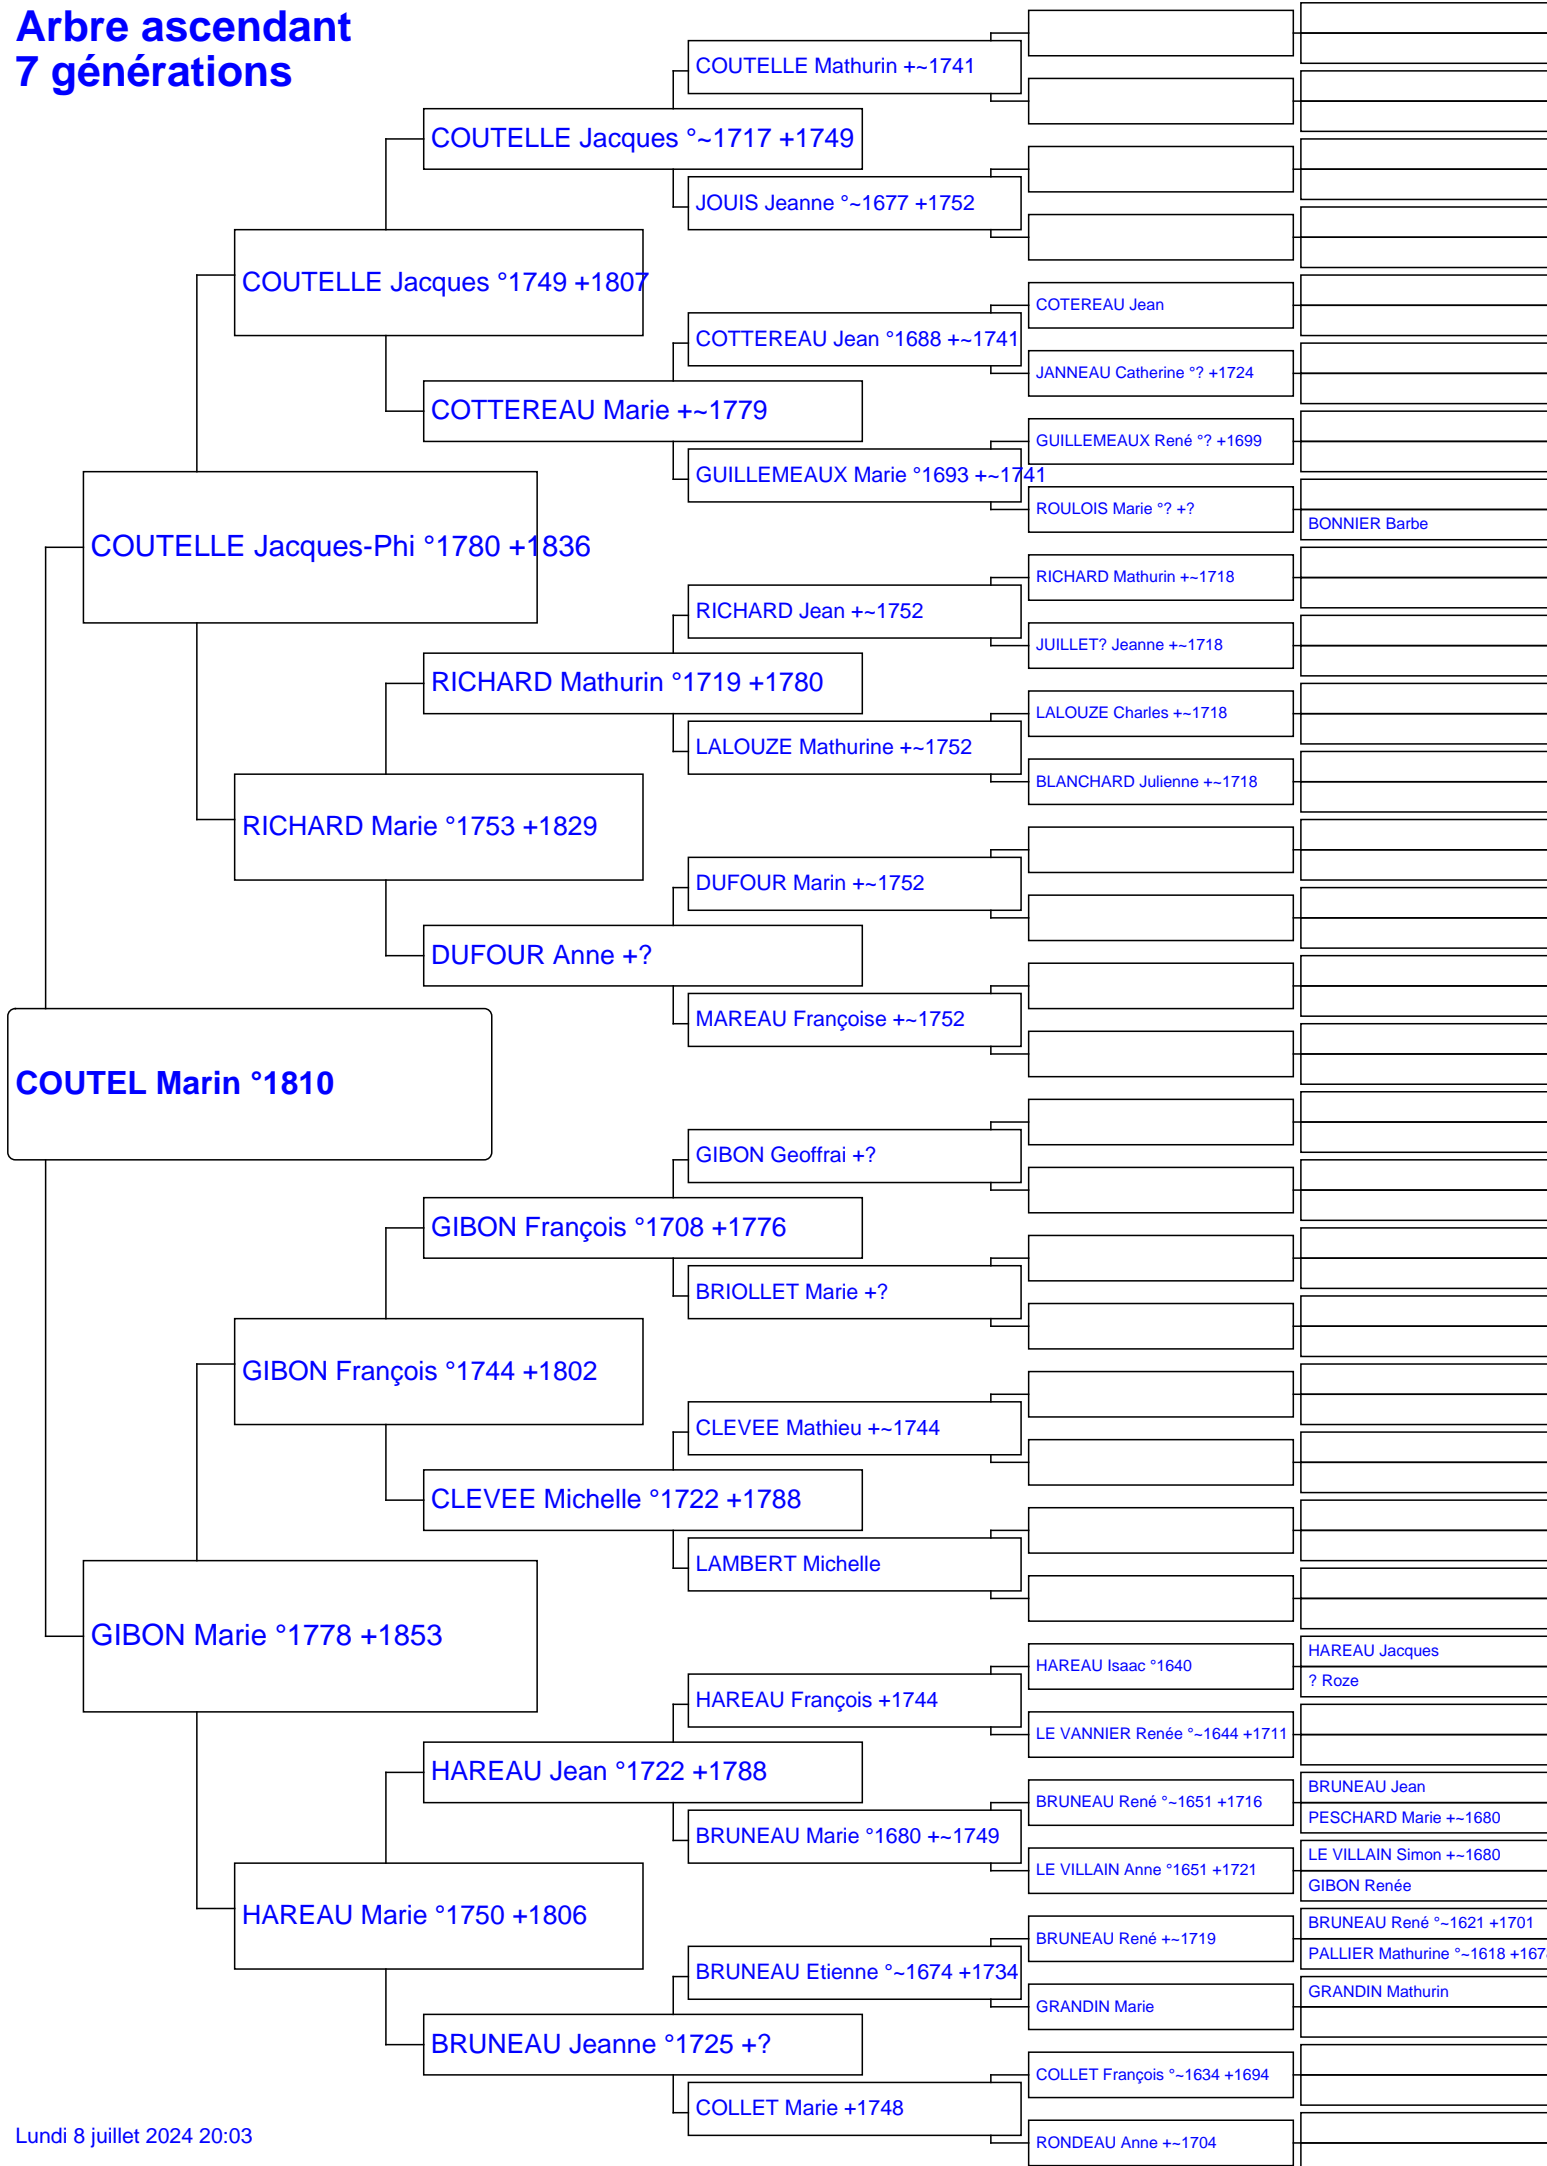 Arbre ascendant
7 générations
COUTEL Marin °1810
COUTELLE Jacques-Phi °1780 +1836
GIBON Marie °1778 +1853
COUTELLE Jacques °1749 +1807
RICHARD Marie °1753 +1829
GIBON François °1744 +1802
HAREAU Marie °1750 +1806
COUTELLE Jacques °~1717 +1749
COTTEREAU Marie +~1779
RICHARD Mathurin °1719 +1780
DUFOUR Anne +?
GIBON François °1708 +1776
CLEVEE Michelle °1722 +1788
HAREAU Jean °1722 +1788
BRUNEAU Jeanne °1725 +?
COUTELLE Mathurin +~1741
JOUIS Jeanne °~1677 +1752
COTTEREAU Jean °1688 +~1741
GUILLEMEAUX Marie °1693 +~1741
RICHARD Jean +~1752
LALOUZE Mathurine +~1752
DUFOUR Marin +~1752
MAREAU Françoise +~1752
GIBON Geoffrai +?
BRIOLLET Marie +?
CLEVEE Mathieu +~1744
LAMBERT Michelle
HAREAU François +1744
BRUNEAU Marie °1680 +~1749
BRUNEAU Etienne °~1674 +1734
COLLET Marie +1748
COTEREAU Jean
JANNEAU Catherine °? +1724
GUILLEMEAUX René °? +1699
ROULOIS Marie °? +?
RICHARD Mathurin +~1718
JUILLET? Jeanne +~1718
LALOUZE Charles +~1718
BLANCHARD Julienne +~1718
HAREAU Isaac °1640
LE VANNIER Renée °~1644 +1711
BRUNEAU René °~1651 +1716
LE VILLAIN Anne °1651 +1721
BRUNEAU René +~1719
GRANDIN Marie
COLLET François °~1634 +1694
RONDEAU Anne +~1704
BONNIER Barbe
HAREAU Jacques
? Roze
BRUNEAU Jean
PESCHARD Marie +~1680
LE VILLAIN Simon +~1680
GIBON Renée
BRUNEAU René °~1621 +1701
PALLIER Mathurine °~1618
GRANDIN Mathurin
Lundi 8 juillet 2024 20:03